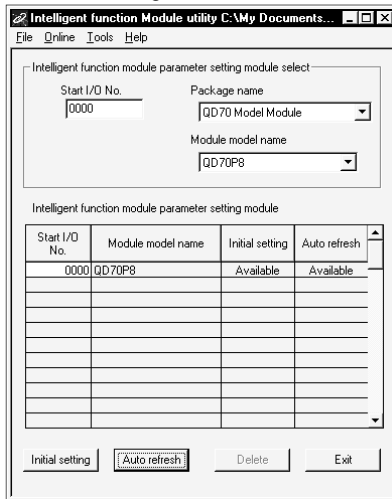 Intelligent function Module utility C:\My Documents...
File Online Tools Help
Intelligent function module parameter setting module select
Start I/O No.
0000
Package name
QD70 Model Module
Module model name
QD70P8
Intelligent function module parameter setting module
Start I/O No. Module model name Initial setting Auto refresh
0000 QD70P8 Available Available
Initial setting Auto refresh Delete Exit